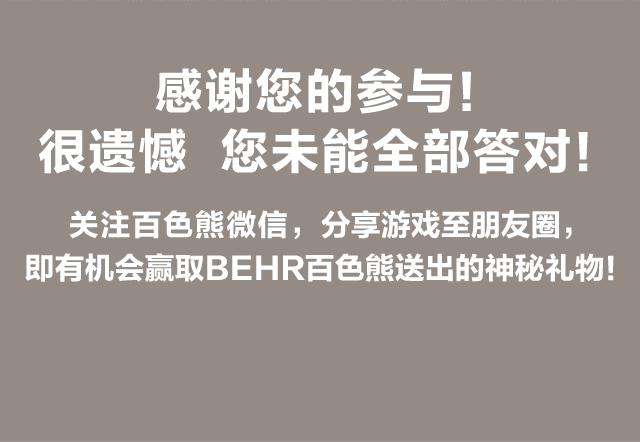 感谢您的参与!
很遗憾 您未能全部答对!
关注百色熊微信，分享游戏至朋友圈，
即有机会赢取BEHR百色熊送出的神秘礼物!